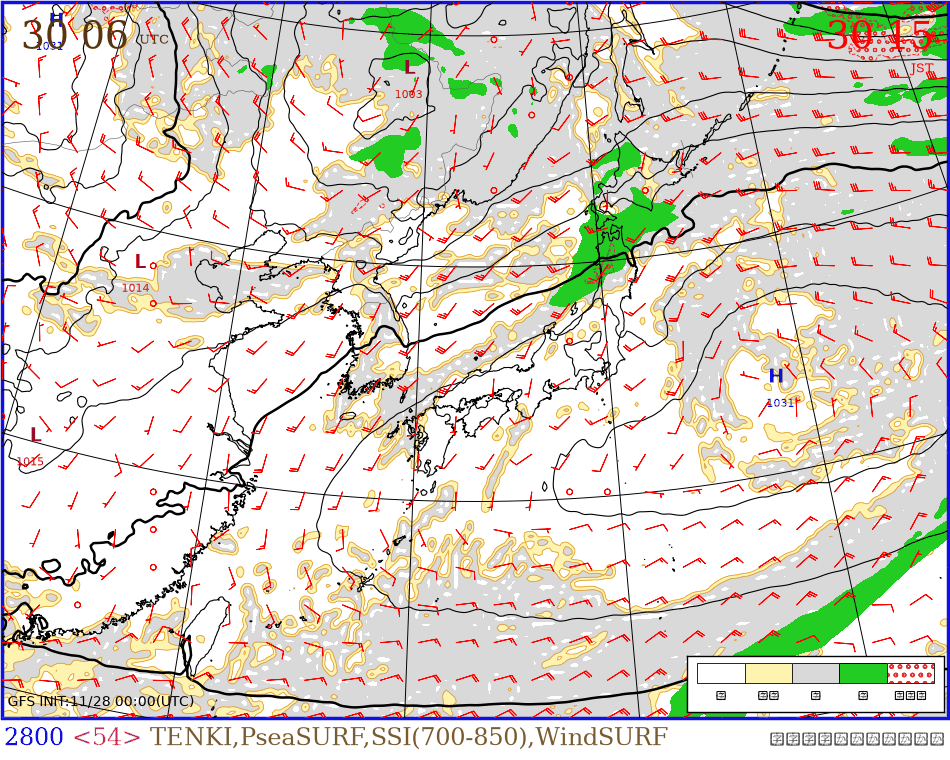 30 06 UTC
30 15 JST
H
1031
L
1003
L
1014
H
1031
L
1015
GFS INIT:11/28 00:00(UTC)
2800 <54> TENKI,PseaSURF,SSI(700-850),WindSURF